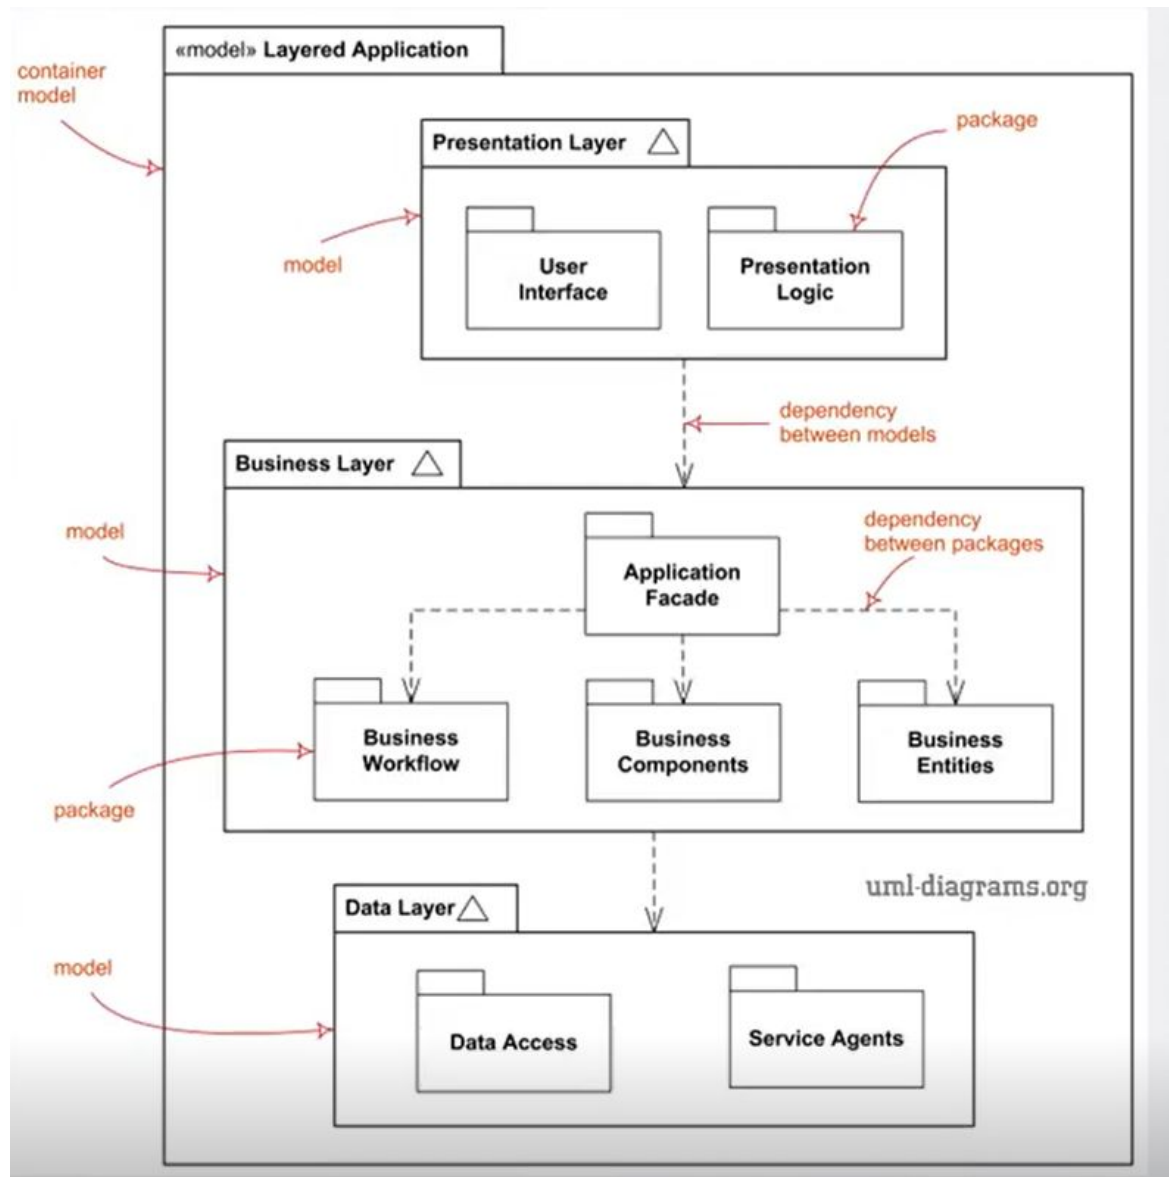 «model» Layered Application
container
model
Presentation Layer
package
model
User
Interface
Presentation
Logic
dependency
between models
Business Layer
model
dependency
between packages
Application
Facade
Business
Workflow
Business
Components
Business
Entities
package
uml-diagrams.org
Data Layer
model
Data Access
Service Agents